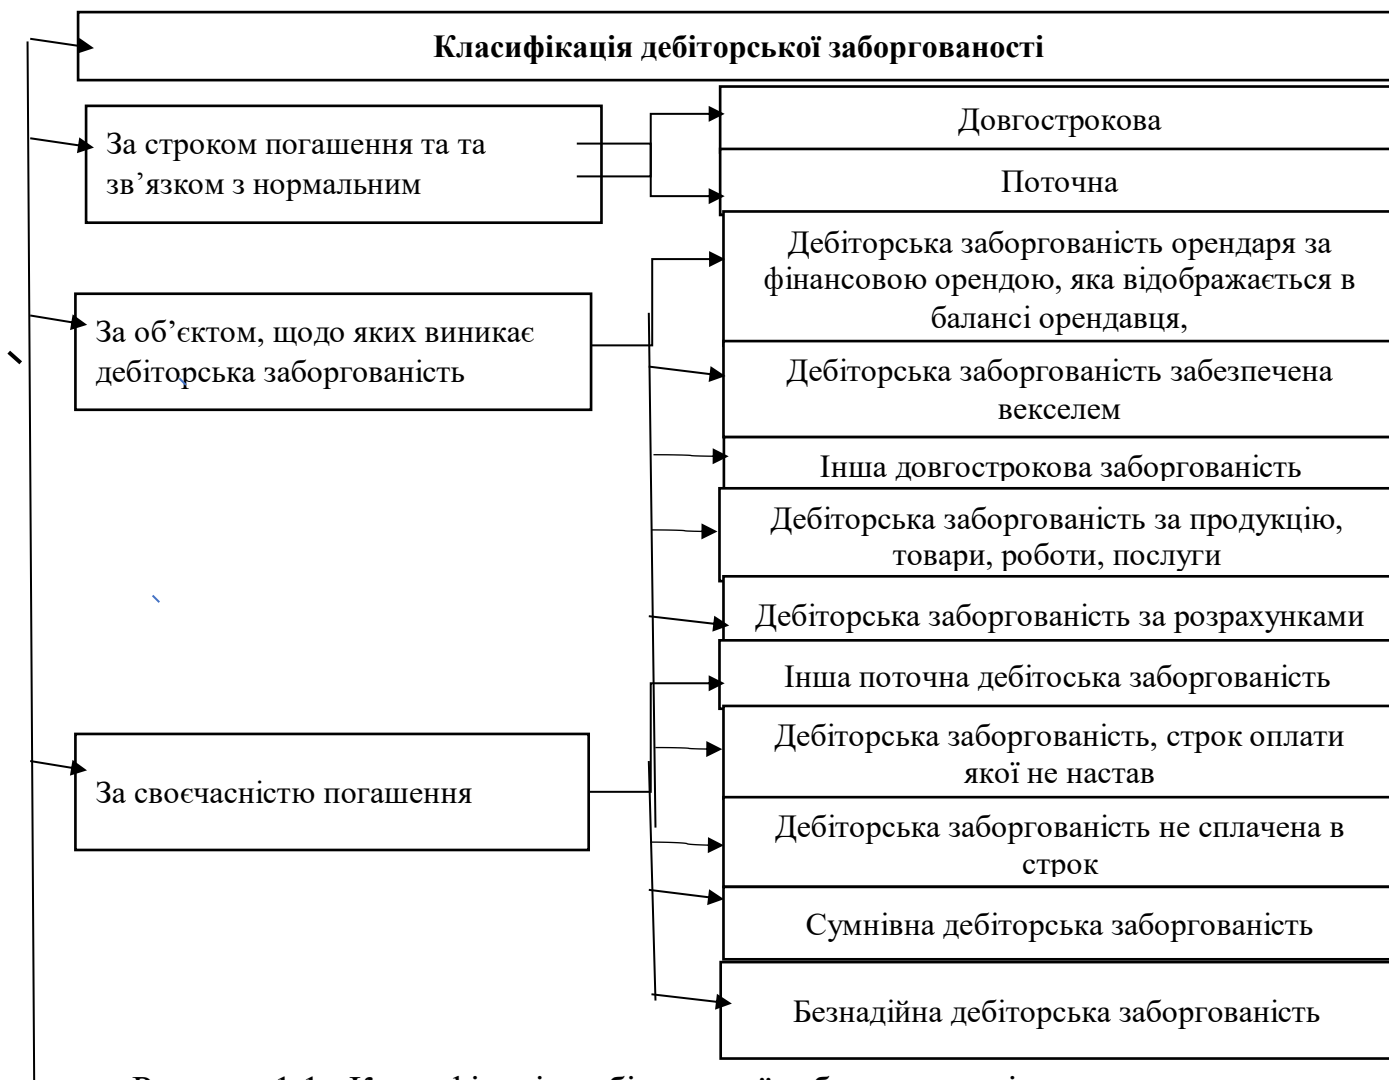 Класифікація дебіторської заборгованості
За строком погашення та та
зв’язком з нормальним
Довгострокова
Поточна
За об’єктом, щодо яких виникає
дебіторська заборгованість
Дебіторська заборгованість орендаря за
фінансовою орендою, яка відображається в
балансі орендавця,
Дебіторська заборгованість забезпечена
векселем
Інша довгострокова заборгованість
Дебіторська заборгованість за продукцію,
товари, роботи, послуги
Дебіторська заборгованість за розрахунками
Інша поточна дебітоська заборгованість
За своєчасністю погашення
Дебіторська заборгованість, строк оплати
якої не настав
Дебіторська заборгованість не сплачена в
строк
Сумнівна дебіторська заборгованість
Безнадійна дебіторська заборгованість